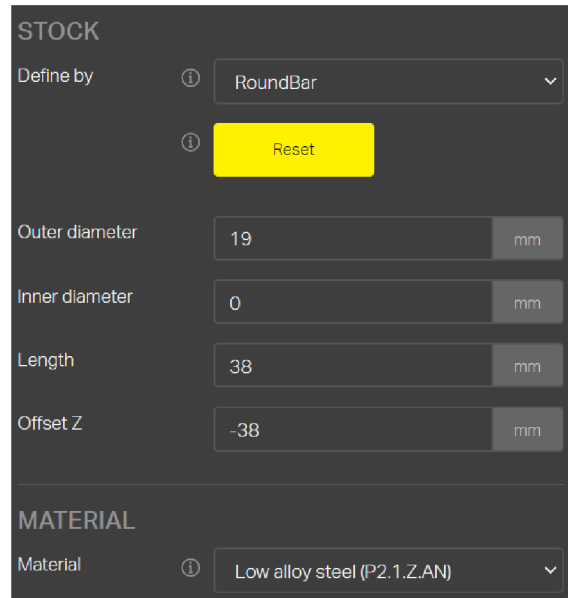 STOCK
Define by RoundBar
Reset
Outer diameter 19 mm
Inner diameter 0 mm
Length 38 mm
Offset Z -38 mm
MATERIAL
Material Low alloy steel (P2.1.Z.AN)